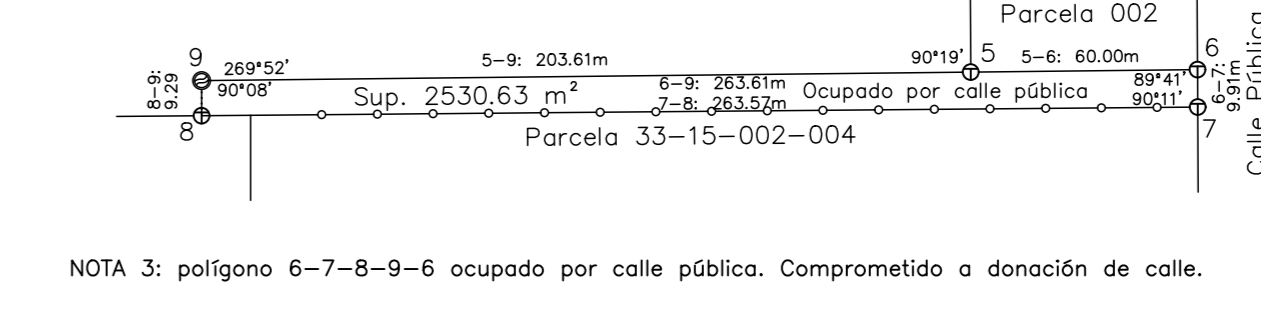 Parcela 002
Calle Pública
9
5
6
269°52'
5-9: 203.61m
90°19'
5-6: 60.00m
8-9:
9.29
90°08'
6-9: 263.61m
89°41'
6-7:
9.91m
Sup. 2530.63 m²
7-8: 263.57m
Ocupado por calle pública
90°11'
8
7
Parcela 33-15-002-004
NOTA 3: polígono 6-7-8-9-6 ocupado por calle pública. Comprometido a donación de calle.